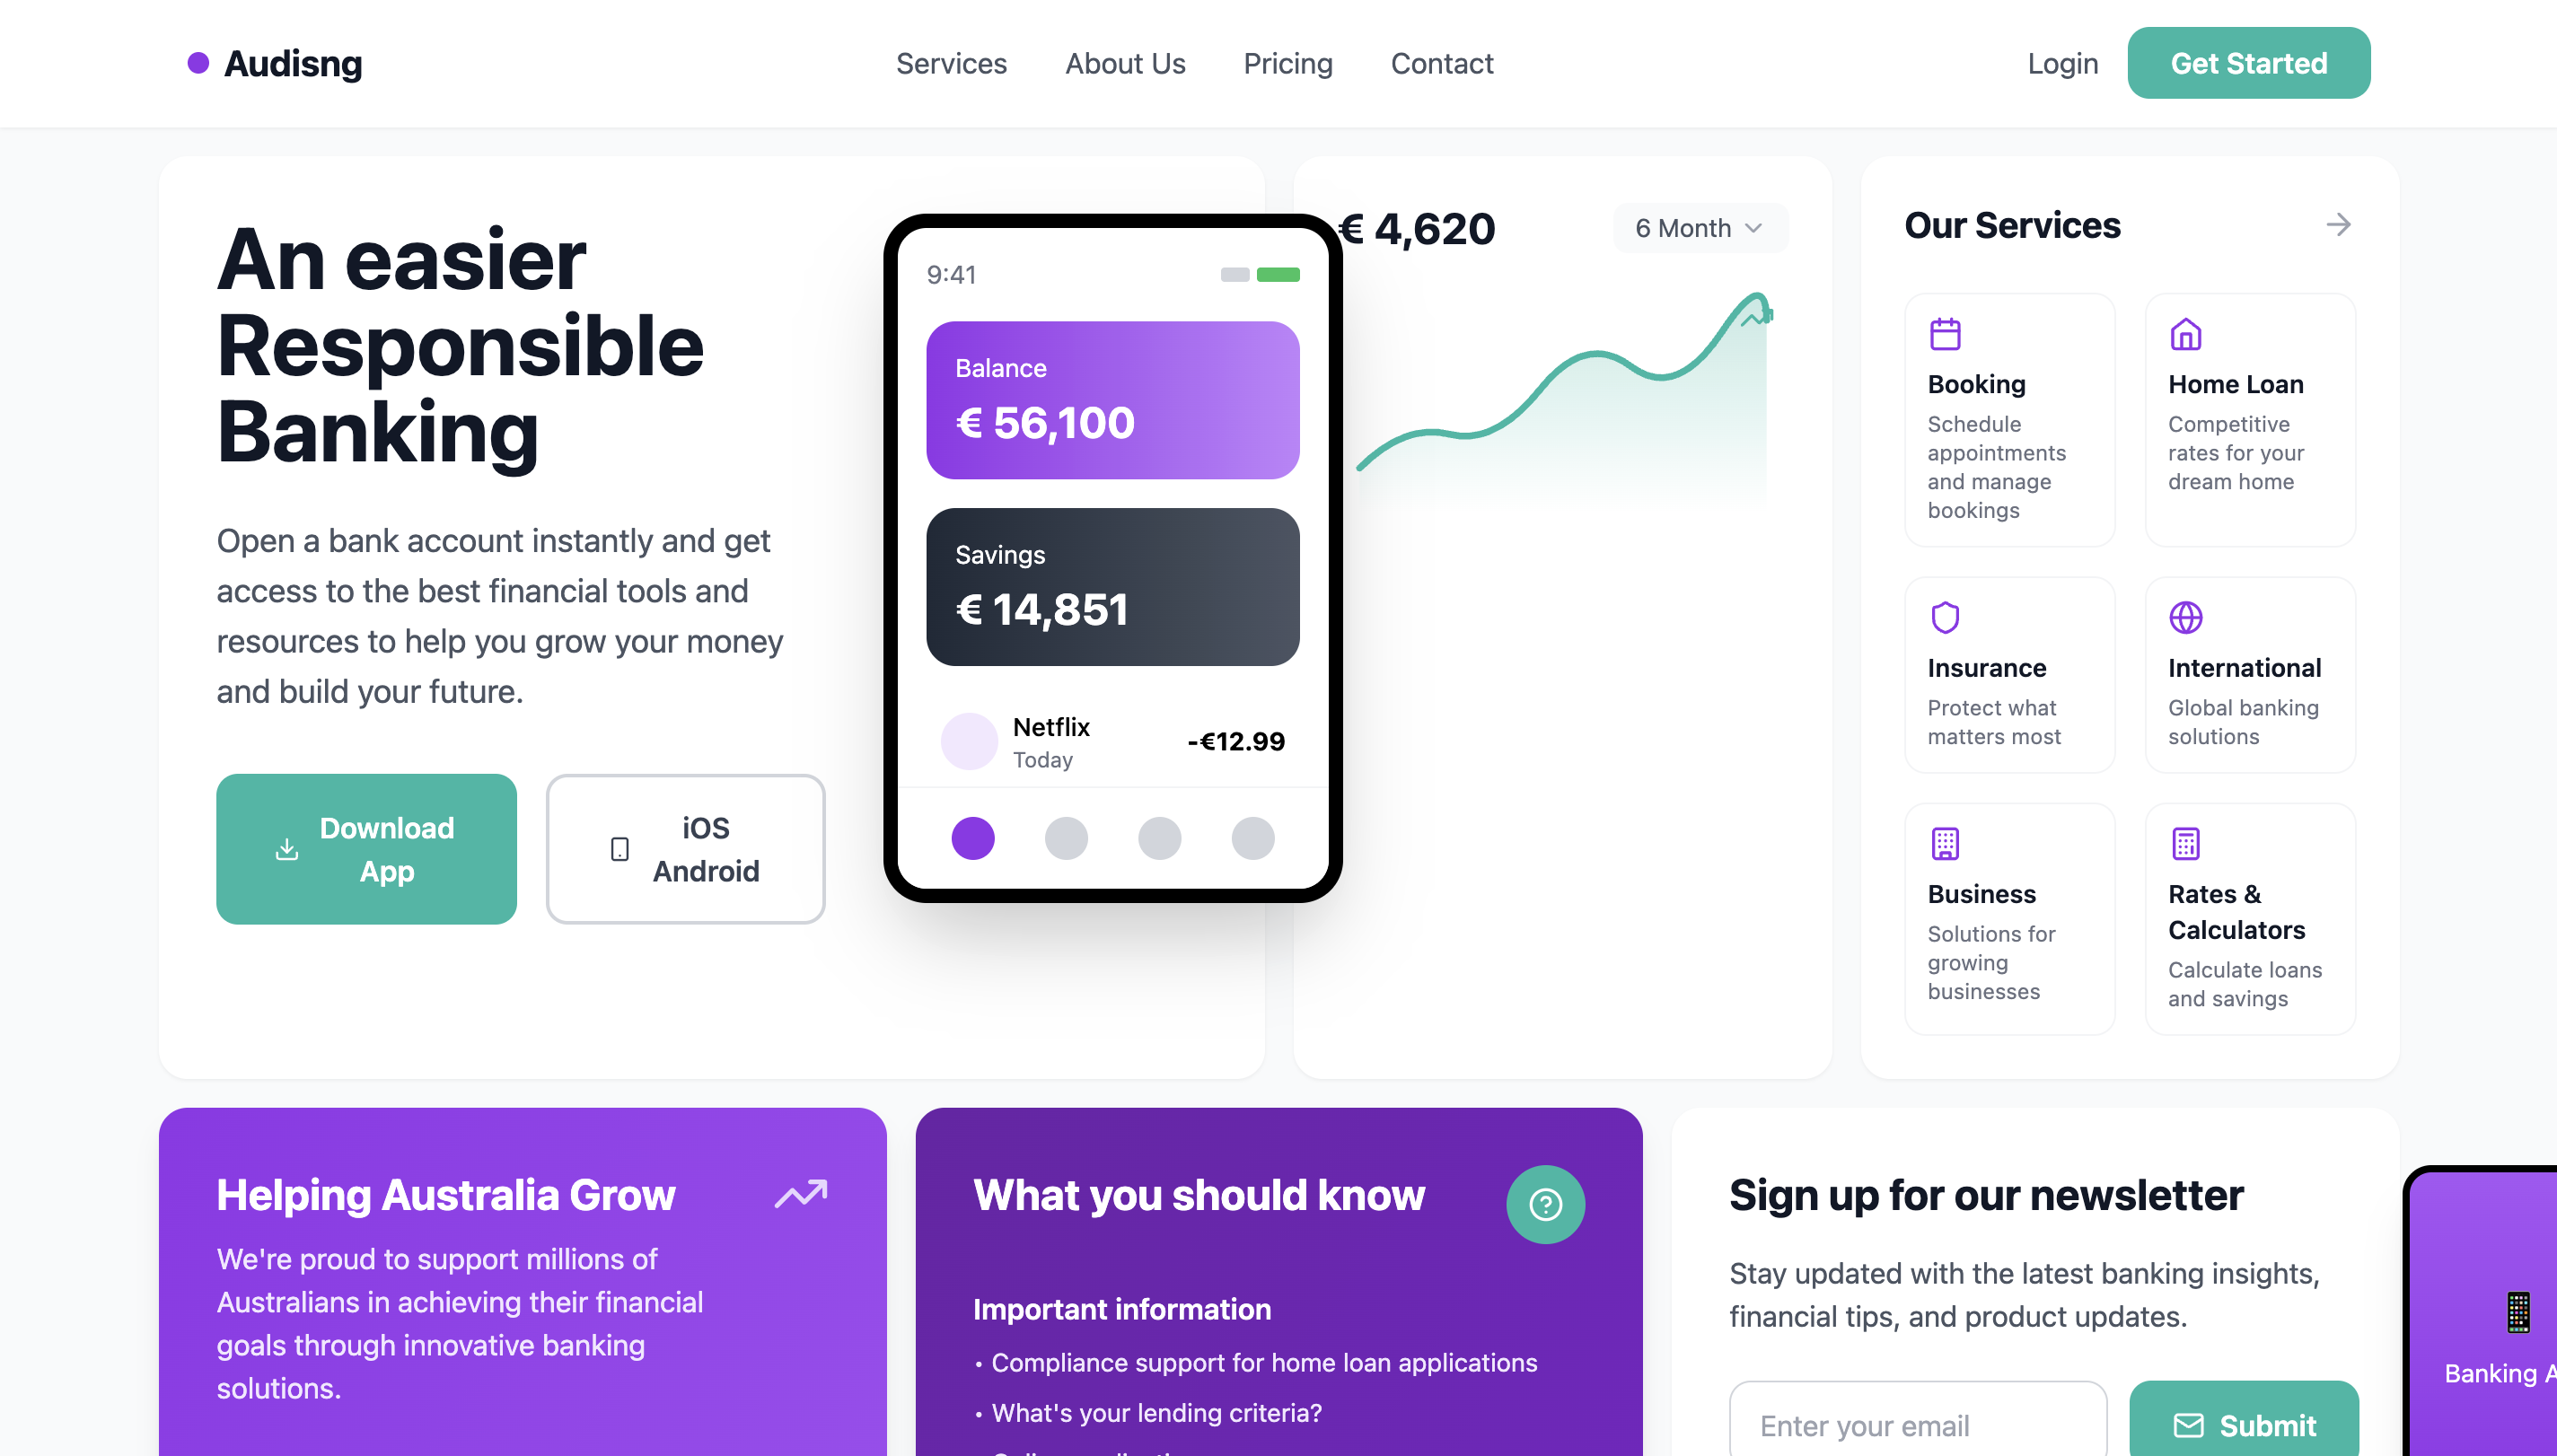 Audisng
Services
About Us
Pricing
Contact
Login
Get Started
An easier
Responsible
Banking
Open a bank account instantly and get
access to the best financial tools and
resources to help you grow your money
and build your future.
Download
App
iOS
Android
9:41
Balance
€ 56,100
Savings
€ 14,851
Netflix
Today
-€12.99
€ 4,620
6 Month
Our Services
Booking
Schedule
appointments
and manage
bookings
Home Loan
Competitive
rates for your
dream home
Insurance
Protect what
matters most
International
Global banking
solutions
Business
Solutions for
growing
businesses
Rates &
Calculators
Calculate loans
and savings
Helping Australia Grow
We're proud to support millions of
Australians in achieving their financial
goals through innovative banking
solutions.
What you should know
Important information
• Compliance support for home loan applications
• What's your lending criteria?
Sign up for our newsletter
Stay updated with the latest banking insights,
financial tips, and product updates.
Enter your email
Submit
Banking